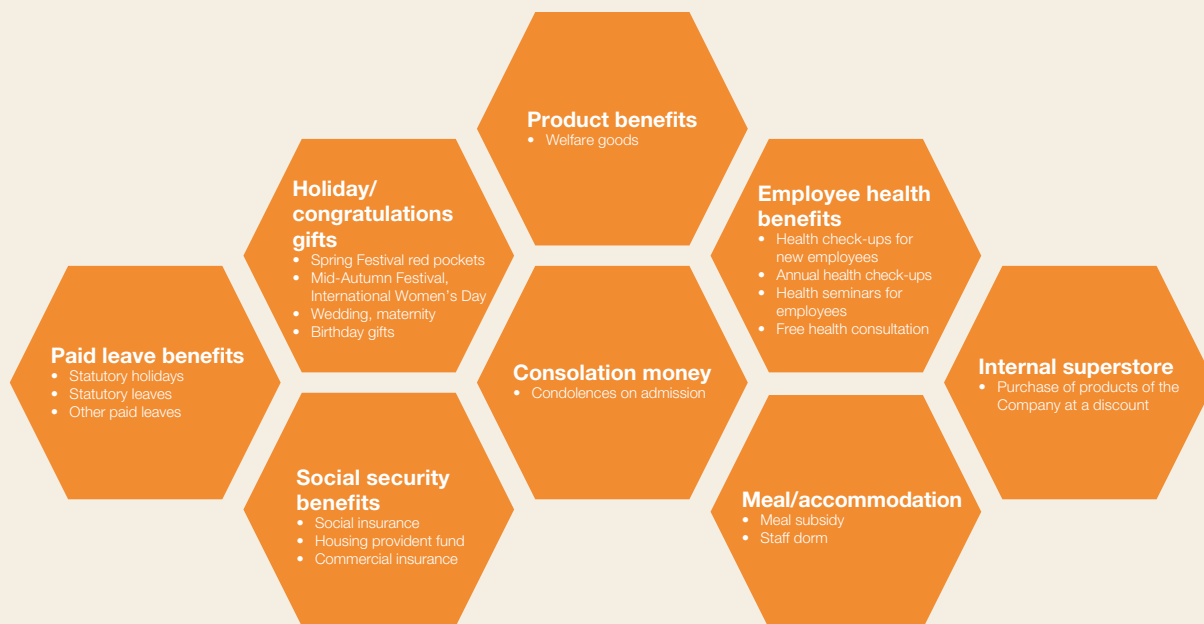 Product benefits
• Welfare goods
Holiday/
congratulations
gifts
• Spring Festival red pockets
• Mid-Autumn Festival,
International Women's Day
• Wedding, maternity
• Birthday gifts
Employee health
benefits
• Health check-ups for
new employees
• Annual health check-ups
• Health seminars for
employees
• Free health consultation
Paid leave benefits
• Statutory holidays
• Statutory leaves
• Other paid leaves
Consolation money
• Condolences on admission
Internal superstore
• Purchase of products of the
Company at a discount
Social security
benefits
• Social insurance
• Housing provident fund
• Commercial insurance
Meal/accommodation
• Meal subsidy
• Staff dorm